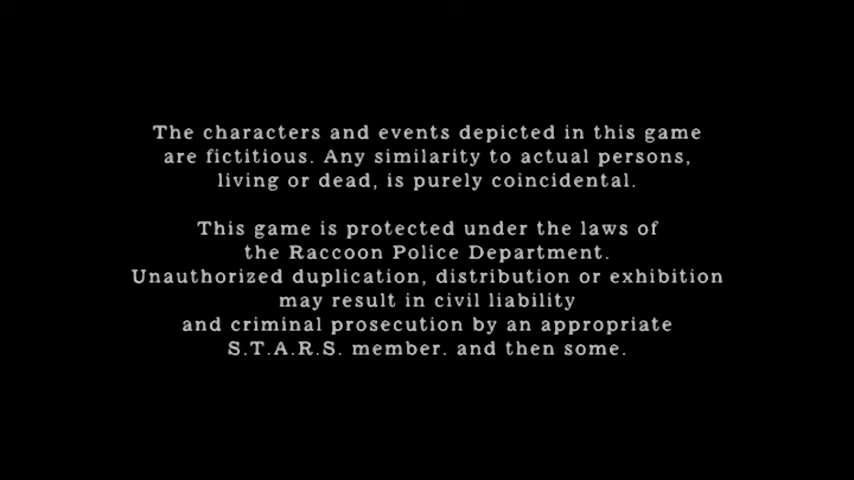 The characters and events depicted in this game
are fictitious. Any similarity to actual persons,
living or dead, is purely coincidental.
This game is protected under the laws of
the Raccoon Police Department.
Unauthorized duplication, distribution or exhibition
may result in civil liability
and criminal prosecution by an appropriate
S.T.A.R.S. member. and then some.